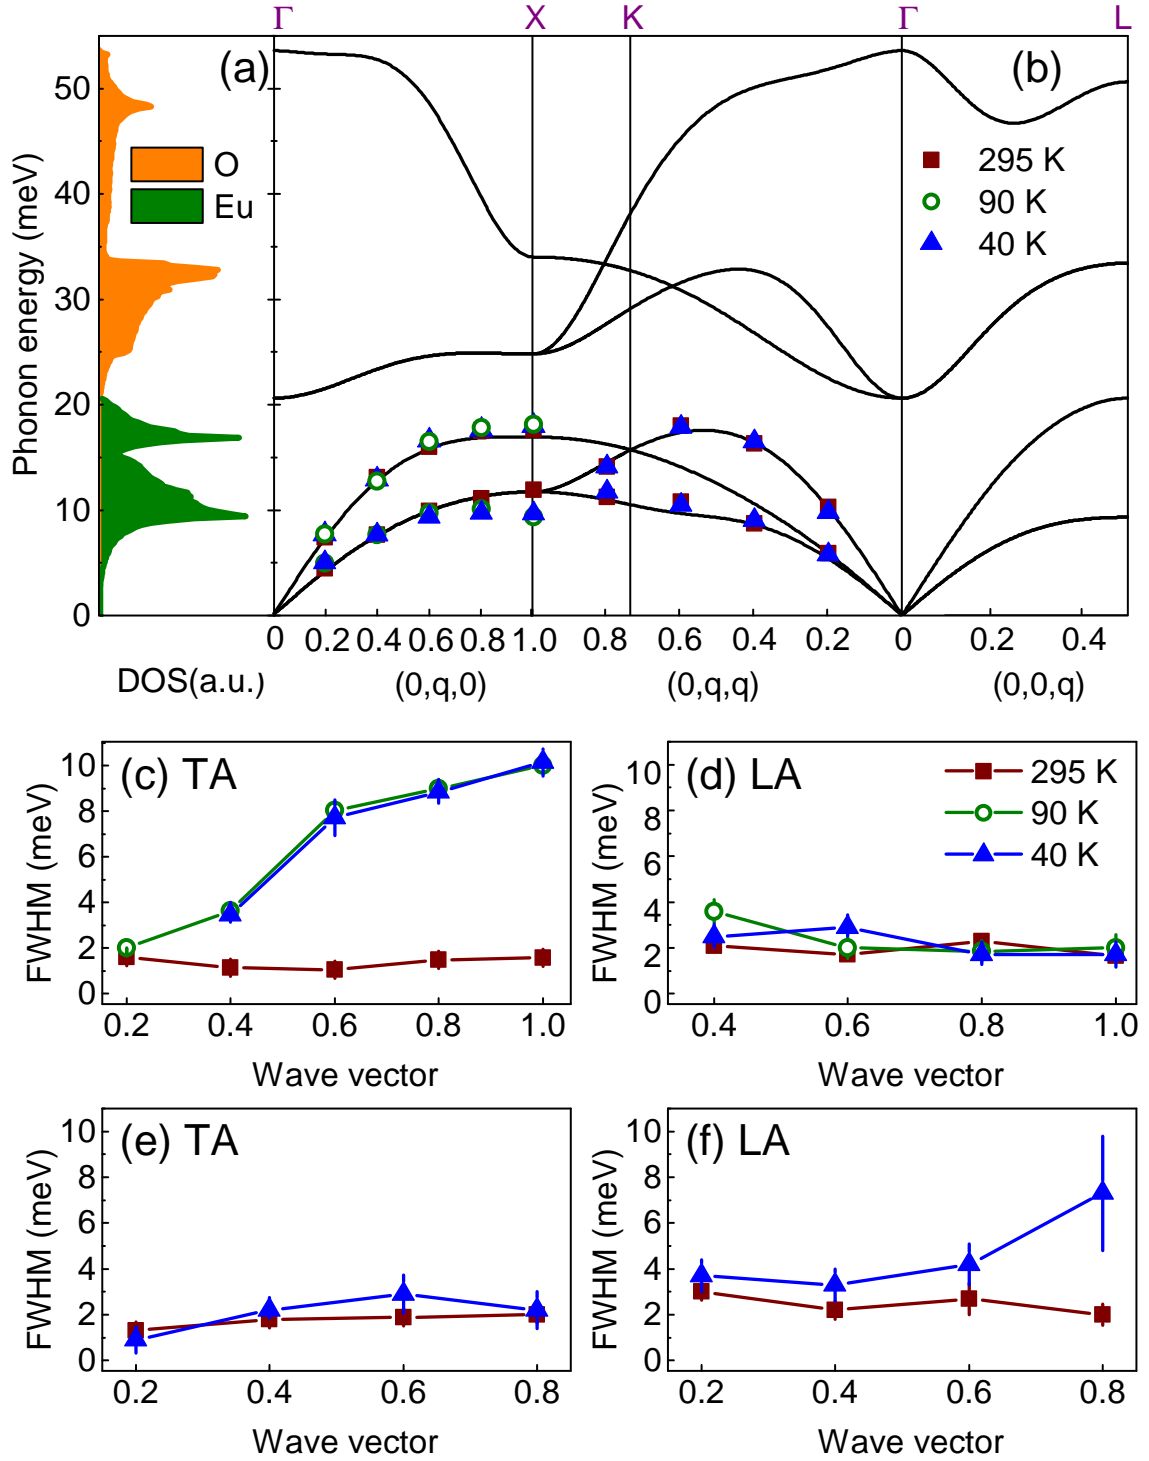 Γ X K Γ L
(a) (b)
50
40
30
20
10
0
Phonon energy (meV)
O
Eu
295 K
90 K
40 K
0 0.2 0.4 0.6 0.8 1.0 0.8 0.6 0.4 0.2 0 0.2 0.4
DOS(a.u.) (0,q,0) (0,q,q) (0,0,q)
(c) TA
10
8
6
4
2
0
FWHM (meV)
0.2 0.4 0.6 0.8 1.0
Wave vector
(d) LA
295 K
90 K
40 K
10
8
6
4
2
0
FWHM (meV)
0.4 0.6 0.8 1.0
Wave vector
(e) TA
10
8
6
4
2
0
FWHM (meV)
0.2 0.4 0.6 0.8
Wave vector
(f) LA
10
8
6
4
2
0
FWHM (meV)
0.2 0.4 0.6 0.8
Wave vector